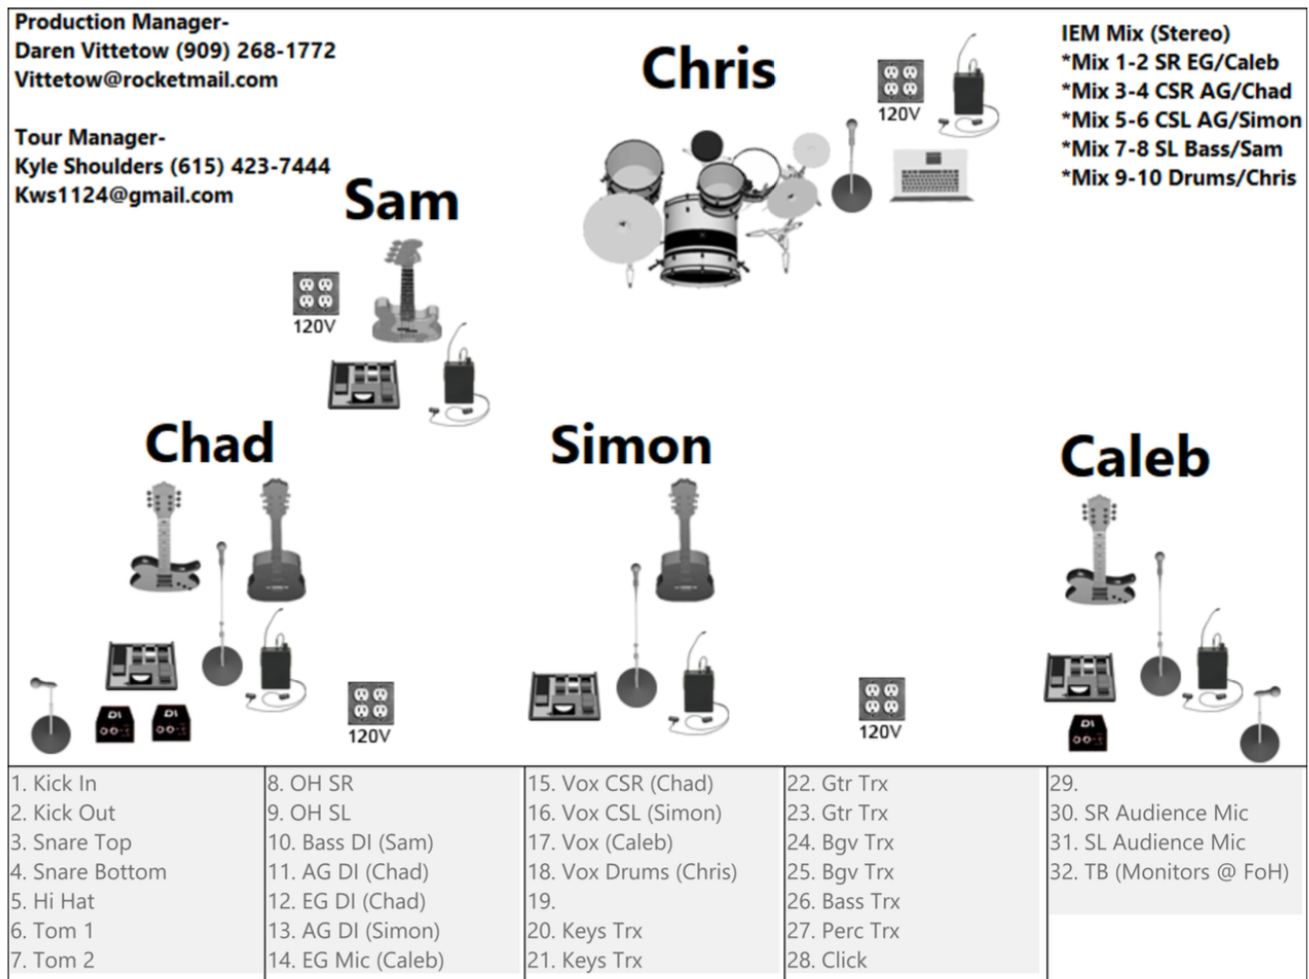 Production Manager-
Daren Vittetow (909) 268-1772
Vittetow@rocketmail.com
Tour Manager-
Kyle Shoulders (615) 423-7444
Kws1124@gmail.com
Chris
120V
IEM Mix (Stereo)
*Mix 1-2 SR EG/Caleb
*Mix 3-4 CSR AG/Chad
*Mix 5-6 CSL AG/Simon
*Mix 7-8 SL Bass/Sam
*Mix 9-10 Drums/Chris
Sam
120V
Chad
Simon
Caleb
DI
DI
120V
120V
DI
1. Kick In
2. Kick Out
3. Snare Top
4. Snare Bottom
5. Hi Hat
6. Tom 1
7. Tom 2
8. OH SR
9. OH SL
10. Bass DI (Sam)
11. AG DI (Chad)
12. EG DI (Chad)
13. AG DI (Simon)
14. EG Mic (Caleb)
15. Vox CSR (Chad)
16. Vox CSL (Simon)
17. Vox (Caleb)
18. Vox Drums (Chris)
19.
20. Keys Trx
21. Keys Trx
22. Gtr Trx
23. Gtr Trx
24. Bgv Trx
25. Bgv Trx
26. Bass Trx
27. Perc Trx
28. Click
29.
30. SR Audience Mic
31. SL Audience Mic
32. TB (Monitors @ FoH)